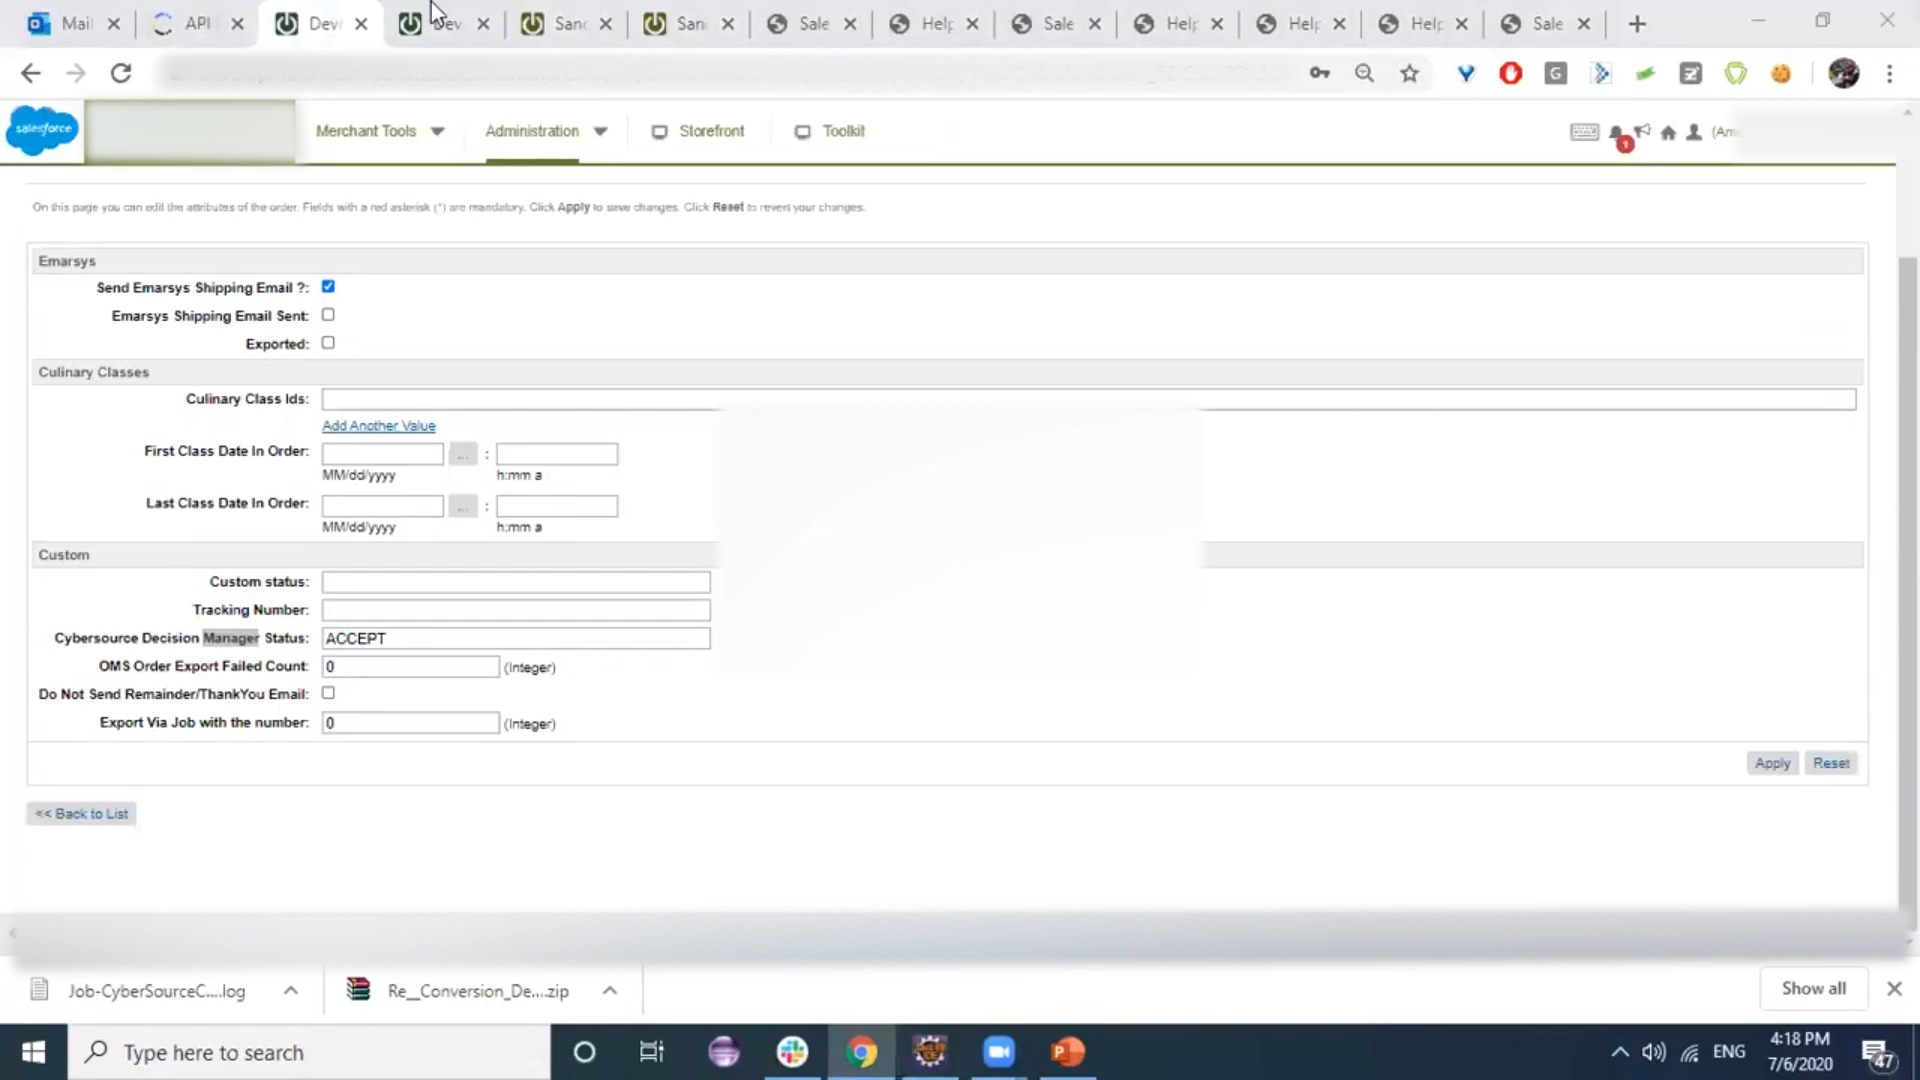 Mail
API
Dev
Dev
Sanc
Sanc
Sale
Help
Sale
Help
Help
Help
Sale
salesforce
Merchant Tools
Administration
Storefront
Toolkit
1
(Am
On this page you can edit the attributes of the order. Fields with a red asterisk (*) are mandatory. Click Apply to save changes. Click Reset to revert your changes.
Emarsys
Send Emarsys Shipping Email ?:
Emarsys Shipping Email Sent:
Exported:
Culinary Classes
Culinary Class Ids:
Add Another Value
First Class Date In Order: ... :
MM/dd/yyyy h:mm a
Last Class Date In Order: ... :
MM/dd/yyyy h:mm a
Custom
Custom status:
Tracking Number:
Cybersource Decision Manager Status: ACCEPT
OMS Order Export Failed Count: 0 (Integer)
Do Not Send Remainder/ThankYou Email:
Export Via Job with the number: 0 (Integer)
Apply Reset
<< Back to List
Job-CyberSourceC....log
Re__Conversion_De....zip
Show all
Type here to search
ENG
4:18 PM
7/6/2020
47